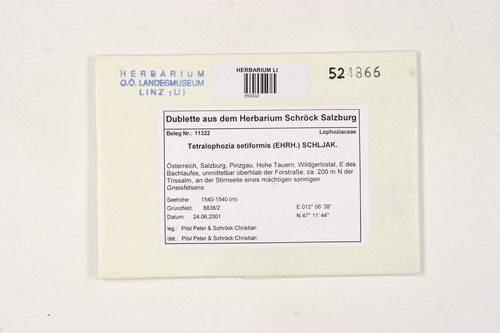 HERBARIUM
O.Ö. LANDESMUSEUM
LINZ (LI)
HERBARIUM LI
524866
Dublette aus dem Herbarium Schröck Salzburg
Beleg Nr.: 11322 Lophoziaceae
Tetralophozia setiformis (EHRH.) SCHLJAK.
Österreich, Salzburg, Pinzgau, Hohe Tauern, Wildgerlostal, E des
Bachlaufes, unmittelbar oberhlab der Forstraße, ca. 200 m N der
Trissalm, an der Stirnseite eines mächtigen sonnigen
Gneisfelsens.
Seehöhe 1540-1540 (m)
Grundfeld: 8838/2 E 012° 06' 38"
Datum: 24.06.2001 N 47° 11' 44"
leg.: Pilsl Peter & Schröck Christian
det.: Pilsl Peter & Schröck Christian